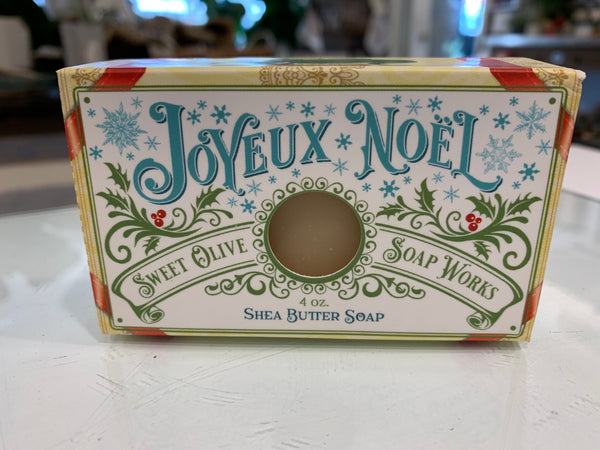 Joyeux Noël
Sweet Olive Soap Works
4 oz.
Shea Butter Soap